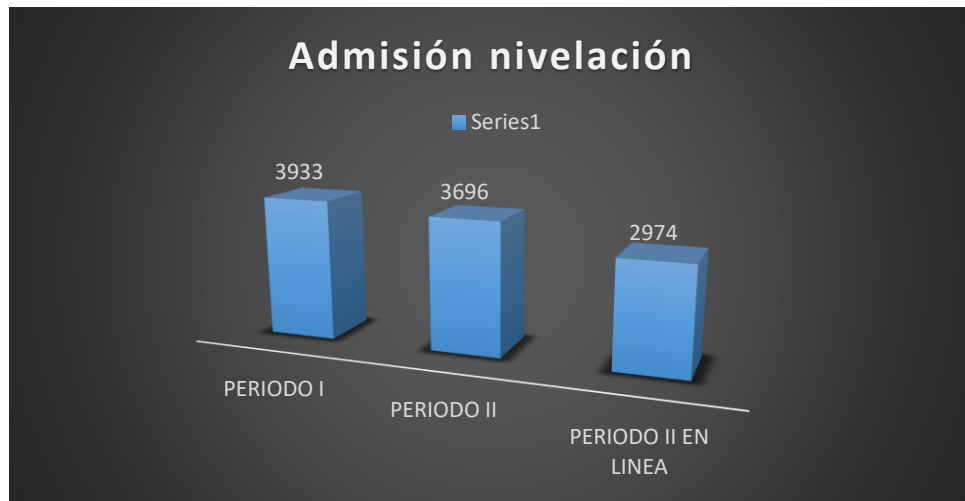 Admisión nivelación
Series1
3933
3696
2974
PERIODO I
PERIODO II
PERIODO II EN
LINEA